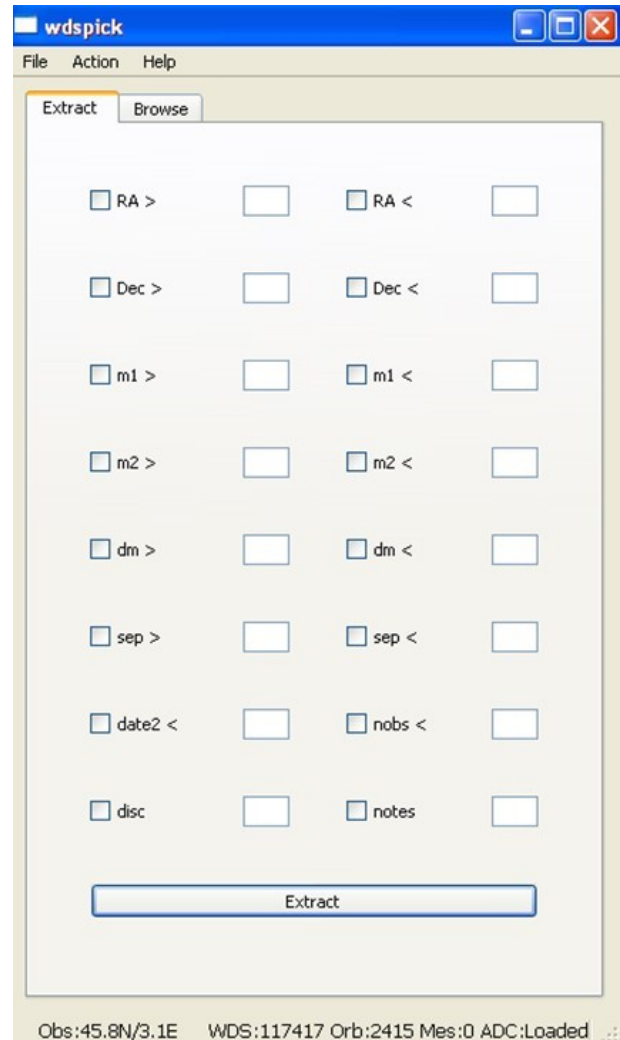 wdspick
File Action Help
Extract Browse
RA > RA <
Dec > Dec <
m1 > m1 <
m2 > m2 <
dm > dm <
sep > sep <
date2 < nobs <
disc notes
Extract
Obs:45.8N/3.1E WDS:117417 Orb:2415 Mes:0 ADC:Loaded